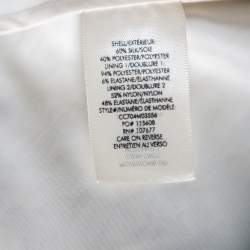 SHELL/EXTÉRIEUR:
60% SILK/SOIE
40% POLYESTER/POLYESTER
LINING 1/DOUBLURE 1:
94% POLYESTER/POLYESTER
6% ELASTANE/ÉLASTHANNE
LINING 2/DOUBLURE 2:
52% NYLON/NYLON
48% ELASTANE/ÉLASTHANNE
STYLE#/NUMÉRO DE MODÈLE:
CC704M03556
PO# 115608
RN# 107677
CARE ON REVERSE
ENTRETIEN AU VERSO